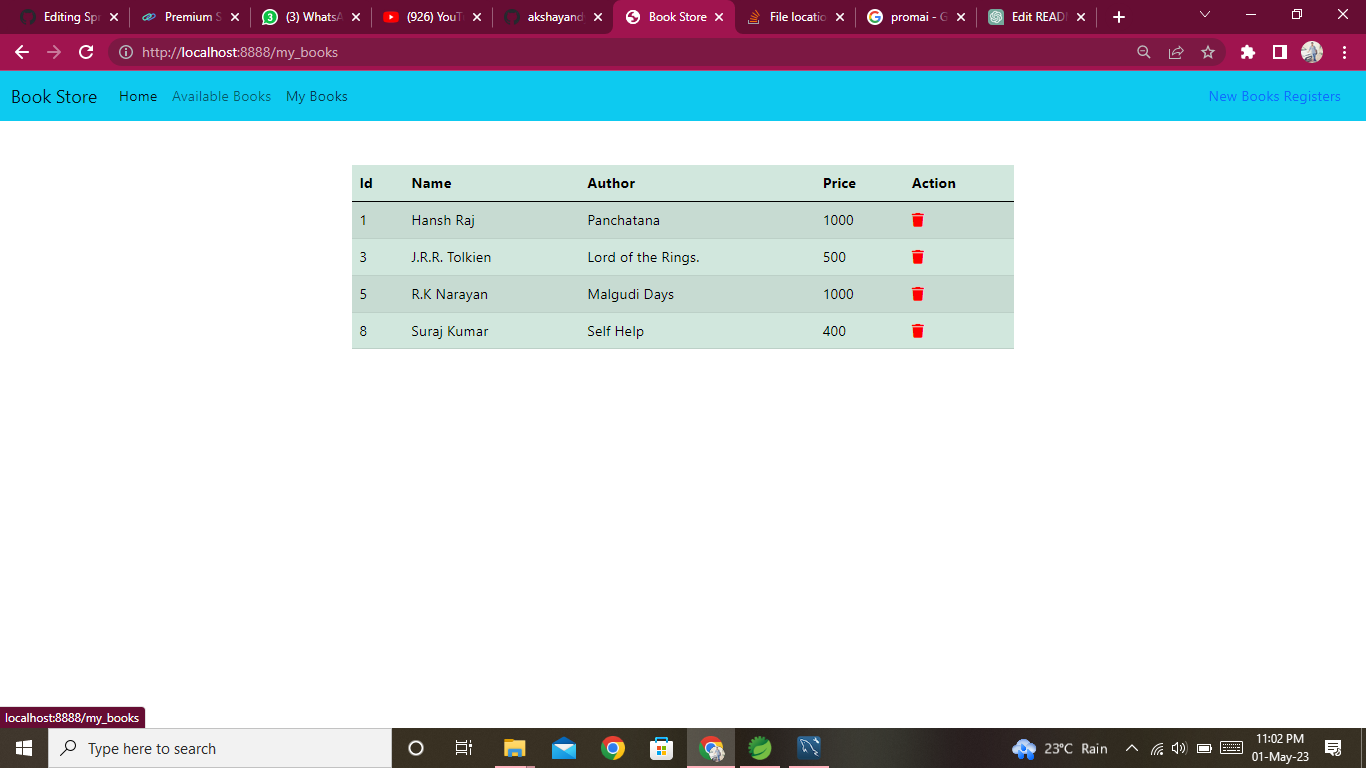 Editing Sp
Premium S
(3) WhatsA
(926) YouT
akshayand
Book Store
File locatio
promai - G
Edit READ
http://localhost:8888/my_books
Book Store Home Available Books My Books New Books Registers
Id Name Author Price Action
1 Hansh Raj Panchatana 1000
3 J.R.R. Tolkien Lord of the Rings. 500
5 R.K Narayan Malgudi Days 1000
8 Suraj Kumar Self Help 400
localhost:8888/my_books
Type here to search
23°C Rain
11:02 PM
01-May-23